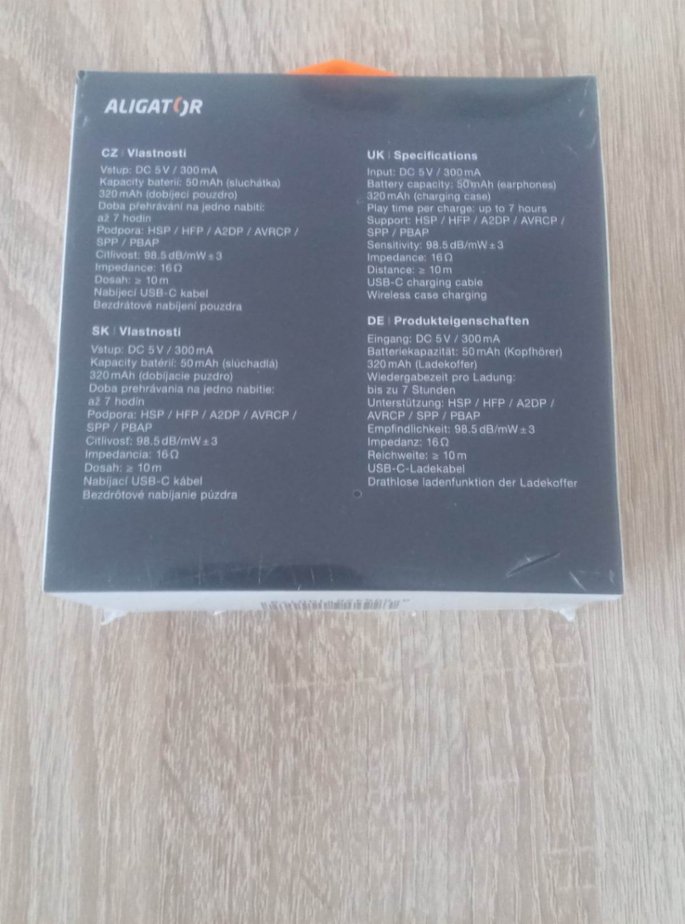 ALIGATOR
CZ | Vlastnosti
Vstup: DC 5 V / 300 mA
Kapacity baterií: 50 mAh (sluchátka)
320 mAh (dobíjecí pouzdro)
Doba přehrávání na jedno nabití:
až 7 hodin
Podpora: HSP / HFP / A2DP / AVRCP /
SPP / PBAP
Citlivost: 98.5 dB/mW ± 3
Impedance: 16 Ω
Dosah: ≥ 10 m
Nabíjecí USB-C kabel
Bezdrátové nabíjení pouzdra
SK | Vlastnosti
Vstup: DC 5 V / 300 mA
Kapacity batérií: 50 mAh (slúchadlá)
320 mAh (dobíjacie puzdro)
Doba prehrávania na jedno nabitie:
až 7 hodín
Podpora: HSP / HFP / A2DP / AVRCP /
SPP / PBAP
Citlivosť: 98.5 dB/mW ± 3
Impedancia: 16 Ω
Dosah: ≥ 10 m
Nabíjací USB-C kábel
Bezdrôtové nabíjanie púzdra
UK | Specifications
Input: DC 5 V / 300 mA
Battery capacity: 50 mAh (earphones)
320 mAh (charging case)
Play time per charge: up to 7 hours
Support: HSP / HFP / A2DP / AVRCP /
SPP / PBAP
Sensitivity: 98.5 dB/mW ± 3
Impedance: 16 Ω
Distance: ≥ 10 m
USB-C charging cable
Wireless case charging
DE | Produkteigenschaften
Eingang: DC 5 V / 300 mA
Batteriekapazität: 50 mAh (Kopfhörer)
320 mAh (Ladekoffer)
Wiedergabezeit pro Ladung:
bis zu 7 Stunden
Unterstützung: HSP / HFP / A2DP /
AVRCP / SPP / PBAP
Empfindlichkeit: 98.5 dB/mW ± 3
Impedanz: 16 Ω
Reichweite: ≥ 10 m
USB-C-Ladekabel
Drathlose ladenfunktion der Ladekoffer